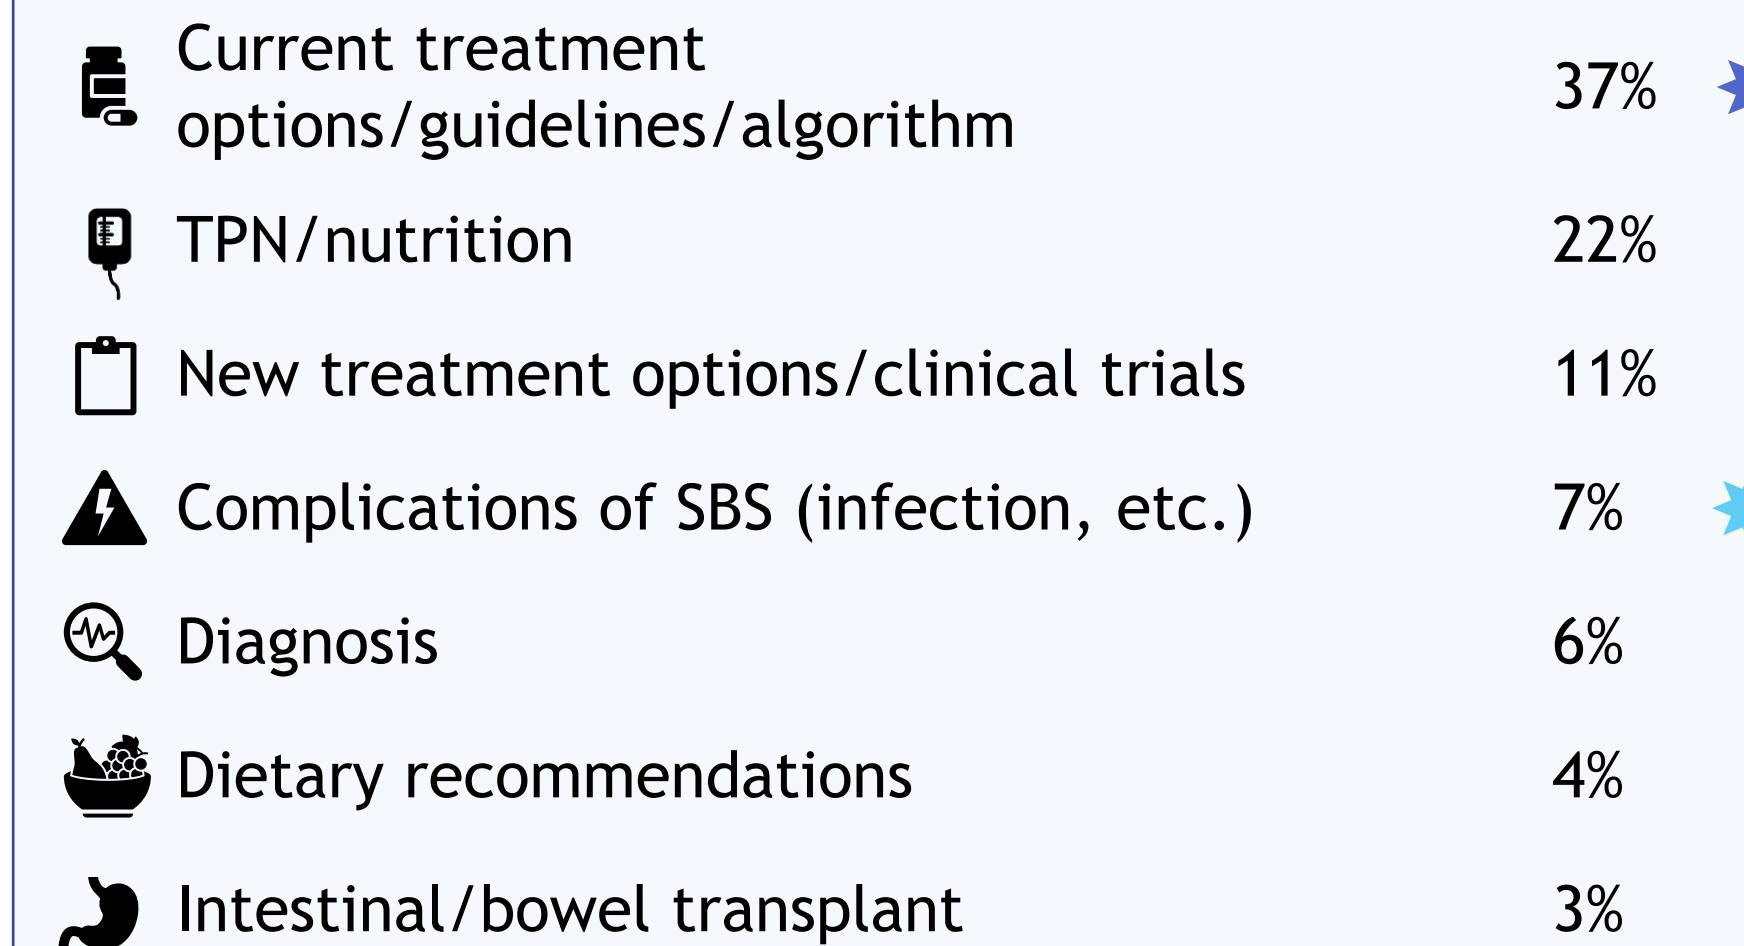 Current treatment
options/guidelines/algorithm 37%
TPN/nutrition 22%
New treatment options/clinical trials 11%
Complications of SBS (infection, etc.) 7%
Diagnosis 6%
Dietary recommendations 4%
Intestinal/bowel transplant 3%